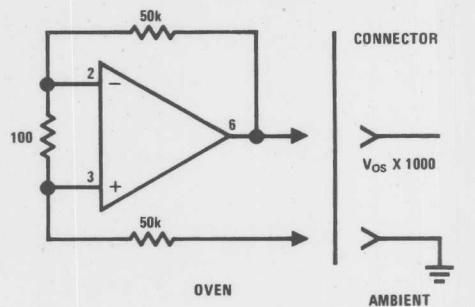 50k
CONNECTOR
2
−
100
6
3
+
V_OS X 1000
50k
OVEN
AMBIENT